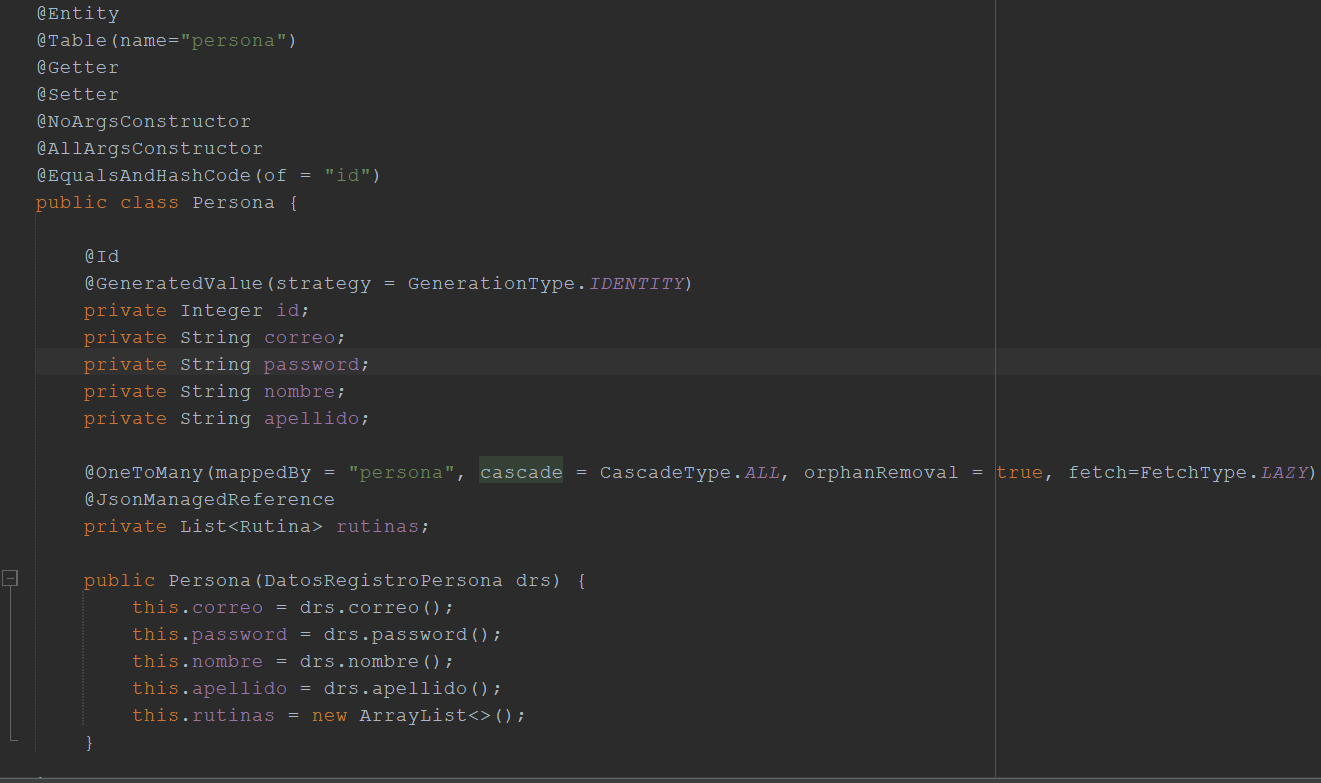 @Entity
@Table(name="persona")
@Getter
@Setter
@NoArgsConstructor
@AllArgsConstructor
@EqualsAndHashCode(of = "id")
public class Persona {
@Id
@GeneratedValue(strategy = GenerationType.IDENTITY)
private Integer id;
private String correo;
private String password;
private String nombre;
private String apellido;
@OneToMany(mappedBy = "persona", cascade = CascadeType.ALL, orphanRemoval = true, fetch=FetchType.LAZY)
@JsonManagedReference
private List<Rutina> rutinas;
public Persona(DatosRegistroPersona drs) {
this.correo = drs.correo();
this.password = drs.password();
this.nombre = drs.nombre();
this.apellido = drs.apellido();
this.rutinas = new ArrayList<>();
}